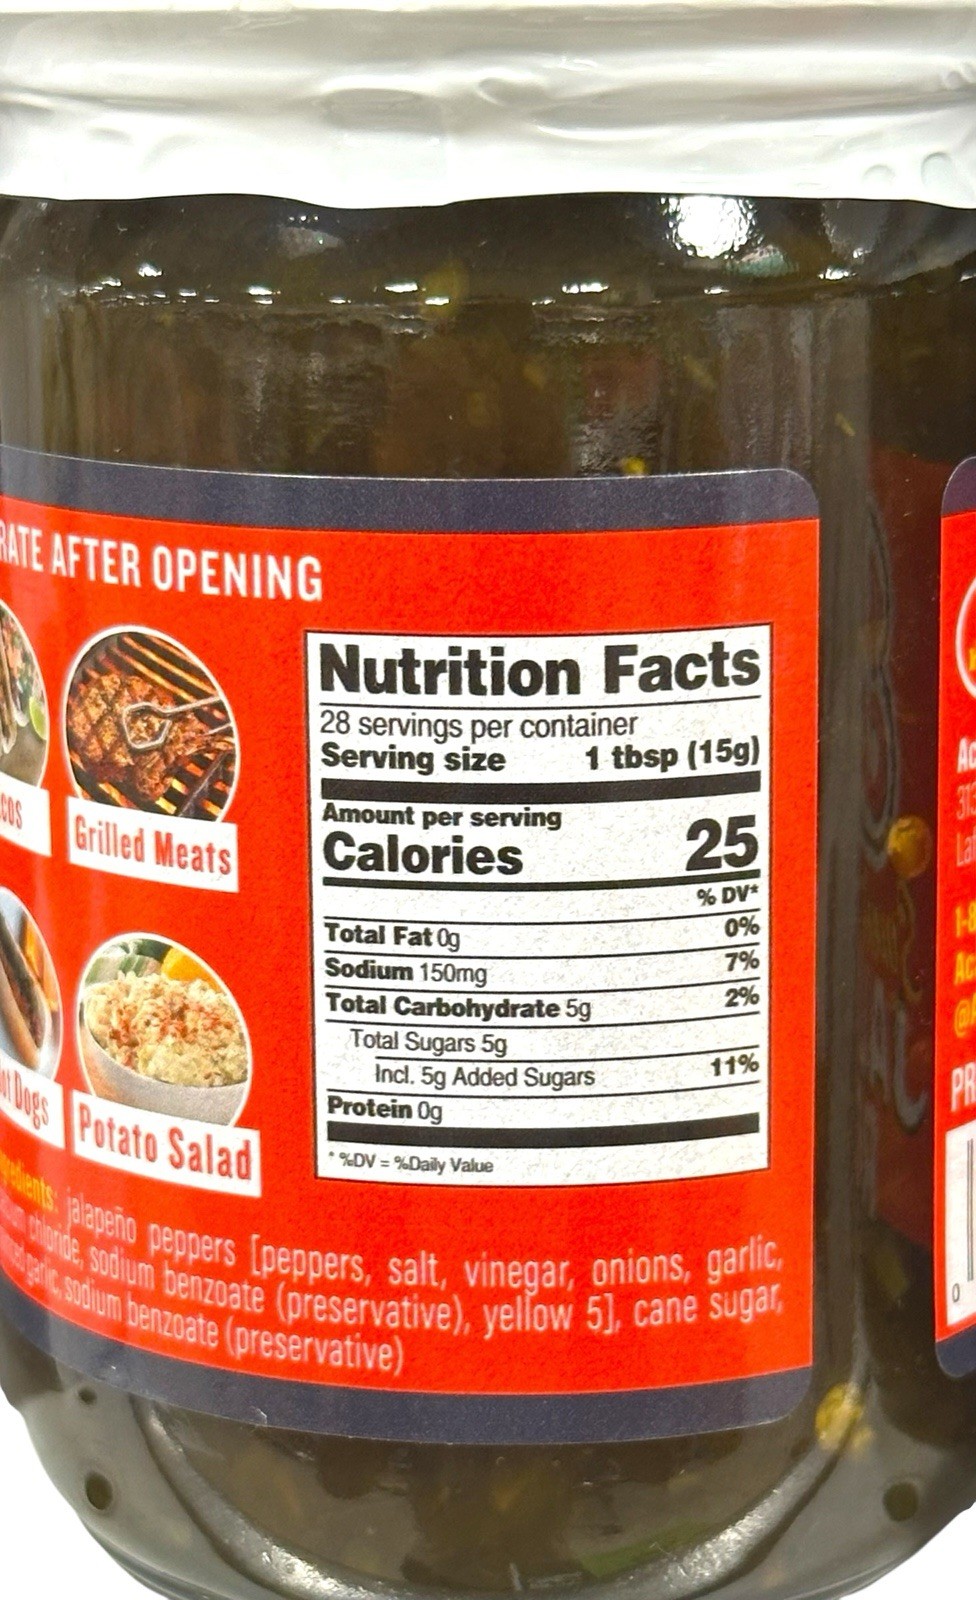 AFTER OPENING
Grilled Meats
Dogs
Potato Salad
Nutrition Facts
28 servings per container
Serving size 1 tbsp (15g)
Amount per serving
Calories 25
% DV*
Total Fat 0g 0%
Sodium 150mg 7%
Total Carbohydrate 5g 2%
Total Sugars 5g
Incl. 5g Added Sugars 11%
Protein 0g
* %DV = %Daily Value
jalapeño peppers [peppers, salt, vinegar, onions, garlic,
chloride, sodium benzoate (preservative), yellow 5], cane sugar,
garlic, sodium benzoate (preservative)
0